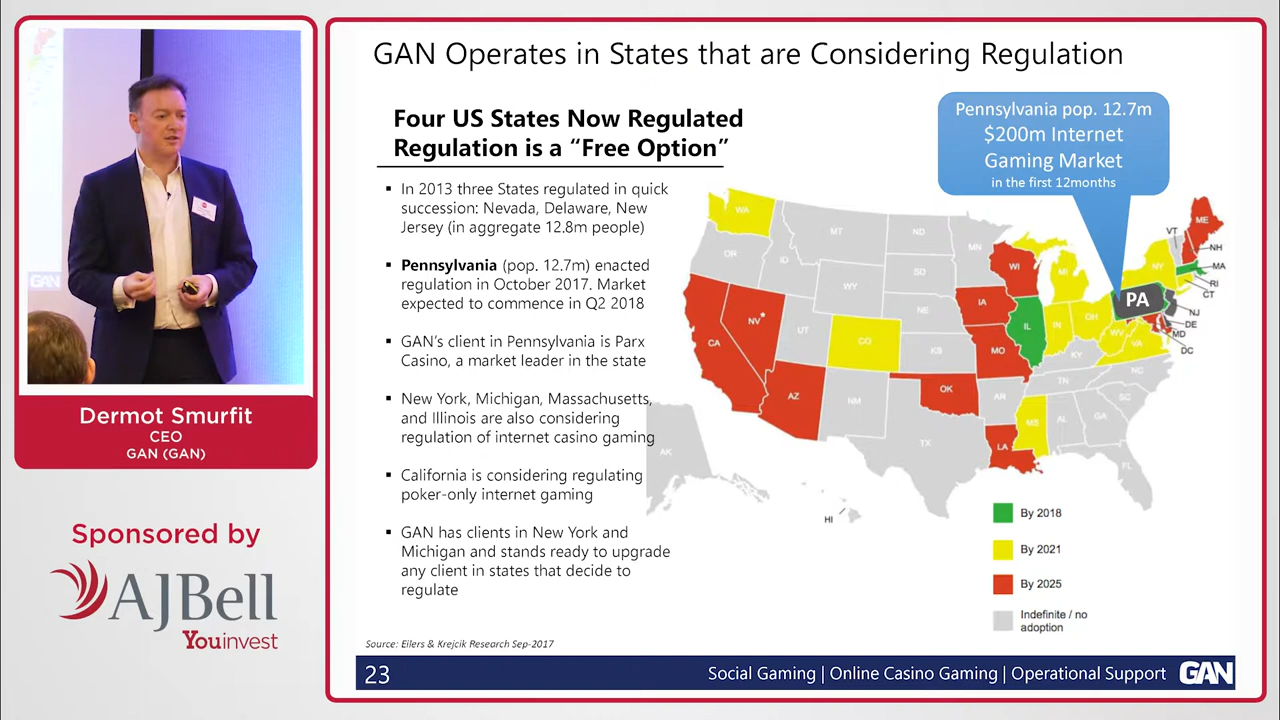 GAN Operates in States that are Considering Regulation
Four US States Now Regulated
Regulation is a “Free Option”
▪ In 2013 three States regulated in quick
succession: Nevada, Delaware, New
Jersey (in aggregate 12.8m people)
▪ Pennsylvania (pop. 12.7m) enacted
regulation in October 2017. Market
expected to commence in Q2 2018
▪ GAN’s client in Pennsylvania is Parx
Casino, a market leader in the state
▪ New York, Michigan, Massachusetts,
and Illinois are also considering
regulation of internet casino gaming
▪ California is considering regulating
poker-only internet gaming
▪ GAN has clients in New York and
Michigan and stands ready to upgrade
any client in states that decide to
regulate
Source: Eilers & Krejcik Research Sep-2017
Pennsylvania pop. 12.7m
$200m Internet
Gaming Market
in the first 12months
WA
OR
MT
ID
WY
ND
SD
NE
MN
WI
IA
IL
MI
IN
OH
NY
PA
VT
ME
NH
MA
RI
CT
NJ
DE
MD
DC
WV
VA
KY
NC
TN
SC
GA
AL
MS
AR
MO
KS
CO
UT
NV*
CA
AZ
NM
TX
OK
LA
FL
AK
HI
By 2018
By 2021
By 2025
Indefinite / no
adoption
23
Social Gaming | Online Casino Gaming | Operational Support
GAN
Dermot Smurfit
CEO
GAN (GAN)
Sponsored by
AJBell
Youinvest